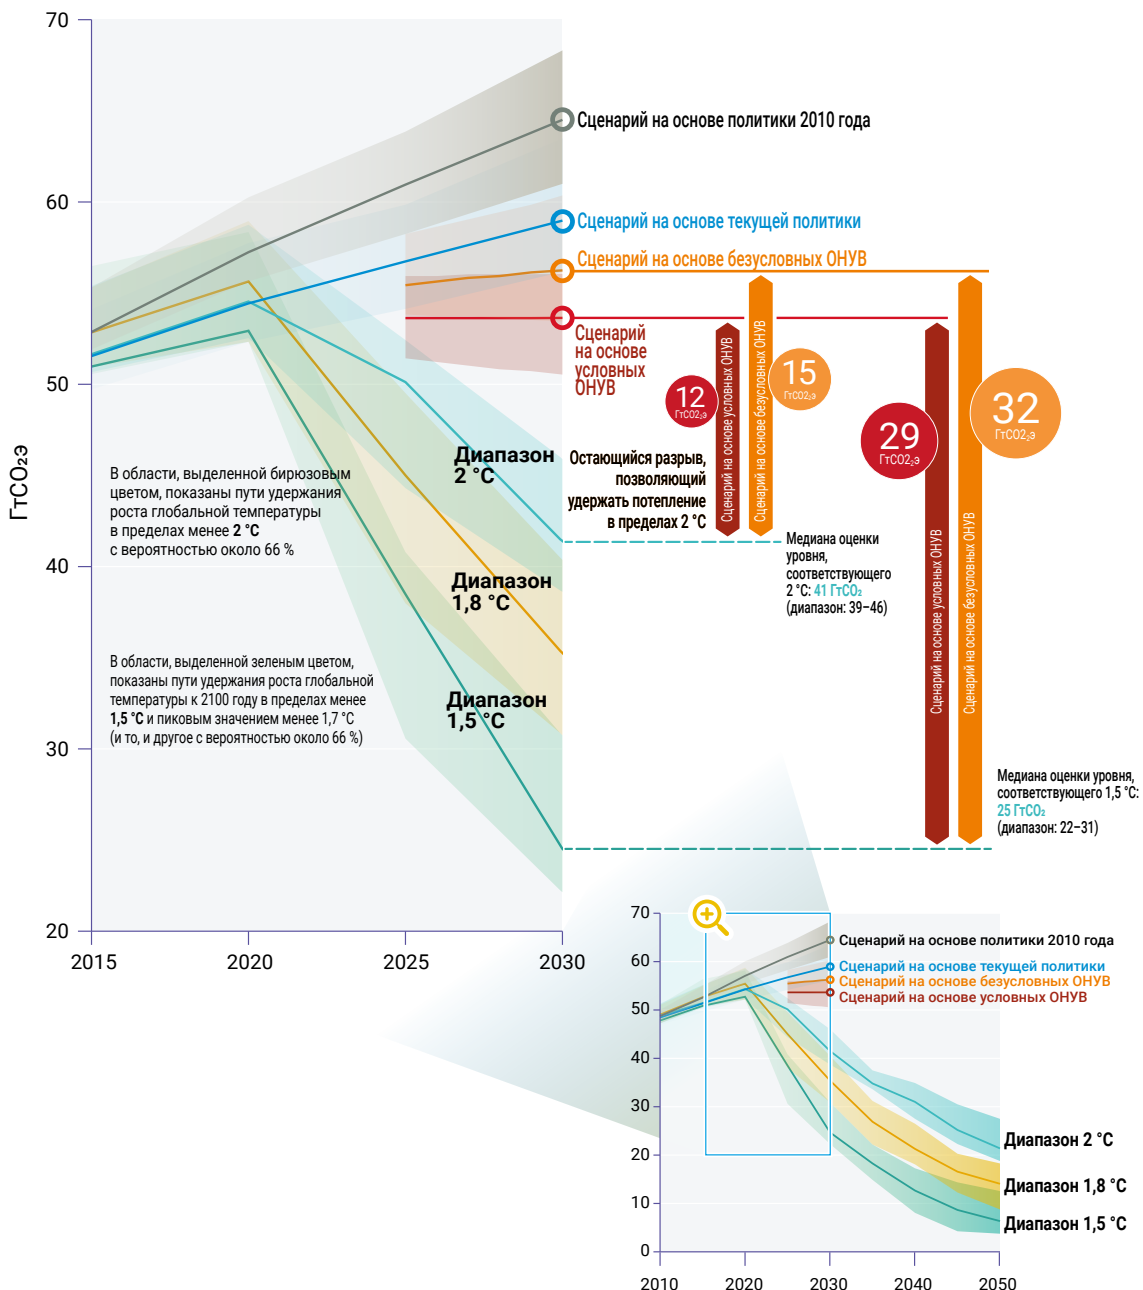 70
60
50
40
30
20
ГтCO₂э
2015
2020
2025
2030
Сценарий на основе политики 2010 года
Сценарий на основе текущей политики
Сценарий на основе безусловных ОНУВ
Сценарий
на основе
условных
ОНУВ
Диапазон
2 °C
Диапазон
1,8 °C
Диапазон
1,5 °C
В области, выделенной бирюзовым
цветом, показаны пути удержания
роста глобальной температуры
в пределах менее 2 °C
с вероятностью около 66 %
В области, выделенной зеленым цветом,
показаны пути удержания роста глобальной
температуры к 2100 году в пределах менее
1,5 °C и пиковым значением менее 1,7 °C
(и то, и другое с вероятностью около 66 %)
12
ГтCO2₂э
Сценарий на основе условных ОНУВ
Сценарий на основе безусловных ОНУВ
15
ГтCO2₂э
Остающийся разрыв,
позволяющий
удержать потепление
в пределах 2 °C
Медиана оценки
уровня,
соответствующего
2 °C: 41 ГтCO₂
(диапазон: 39–46)
29
ГтCO2₂э
Сценарий на основе условных ОНУВ
Сценарий на основе безусловных ОНУВ
32
ГтCO2₂э
Медиана оценки уровня,
соответствующего 1,5 °C:
25 ГтCO₂
(диапазон: 22–31)
70
60
50
40
30
20
10
0
2010
2020
2030
2040
2050
Сценарий на основе политики 2010 года
Сценарий на основе текущей политики
Сценарий на основе безусловных ОНУВ
Сценарий на основе условных ОНУВ
Диапазон 2 °C
Диапазон 1,8 °C
Диапазон 1,5 °C